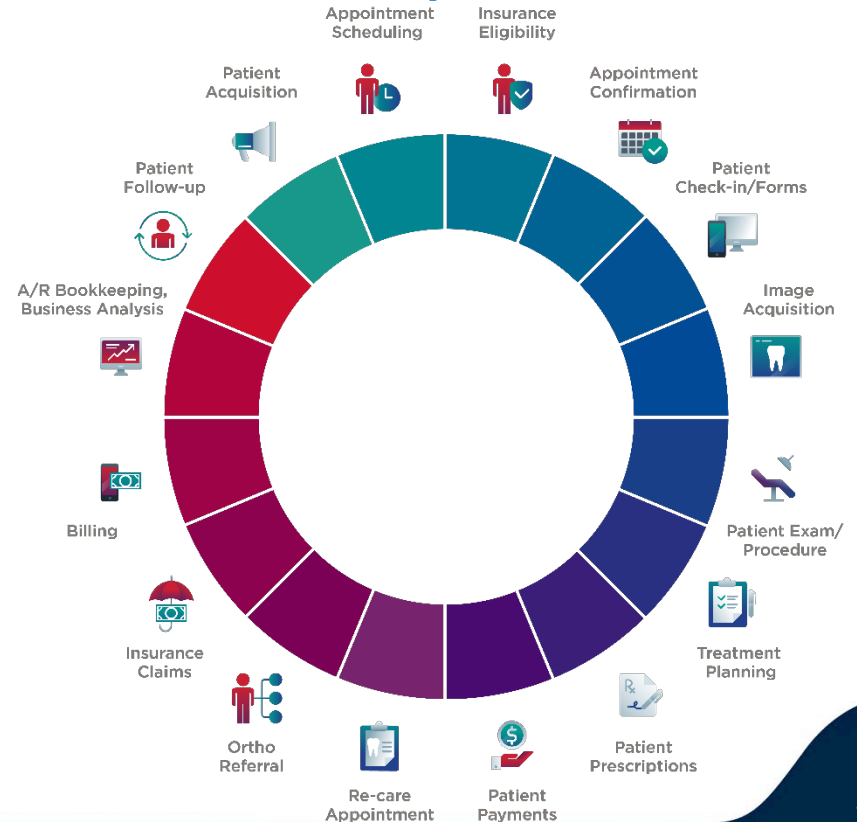 Appointment
Scheduling
Insurance
Eligibility
Appointment
Confirmation
Patient
Check-in/Forms
Image
Acquisition
Patient Exam/
Procedure
Treatment
Planning
Rx
Patient
Prescriptions
$
Patient
Payments
Re-care
Appointment
Ortho
Referral
Insurance
Claims
Billing
A/R Bookkeeping,
Business Analysis
Patient
Follow-up
Patient
Acquisition